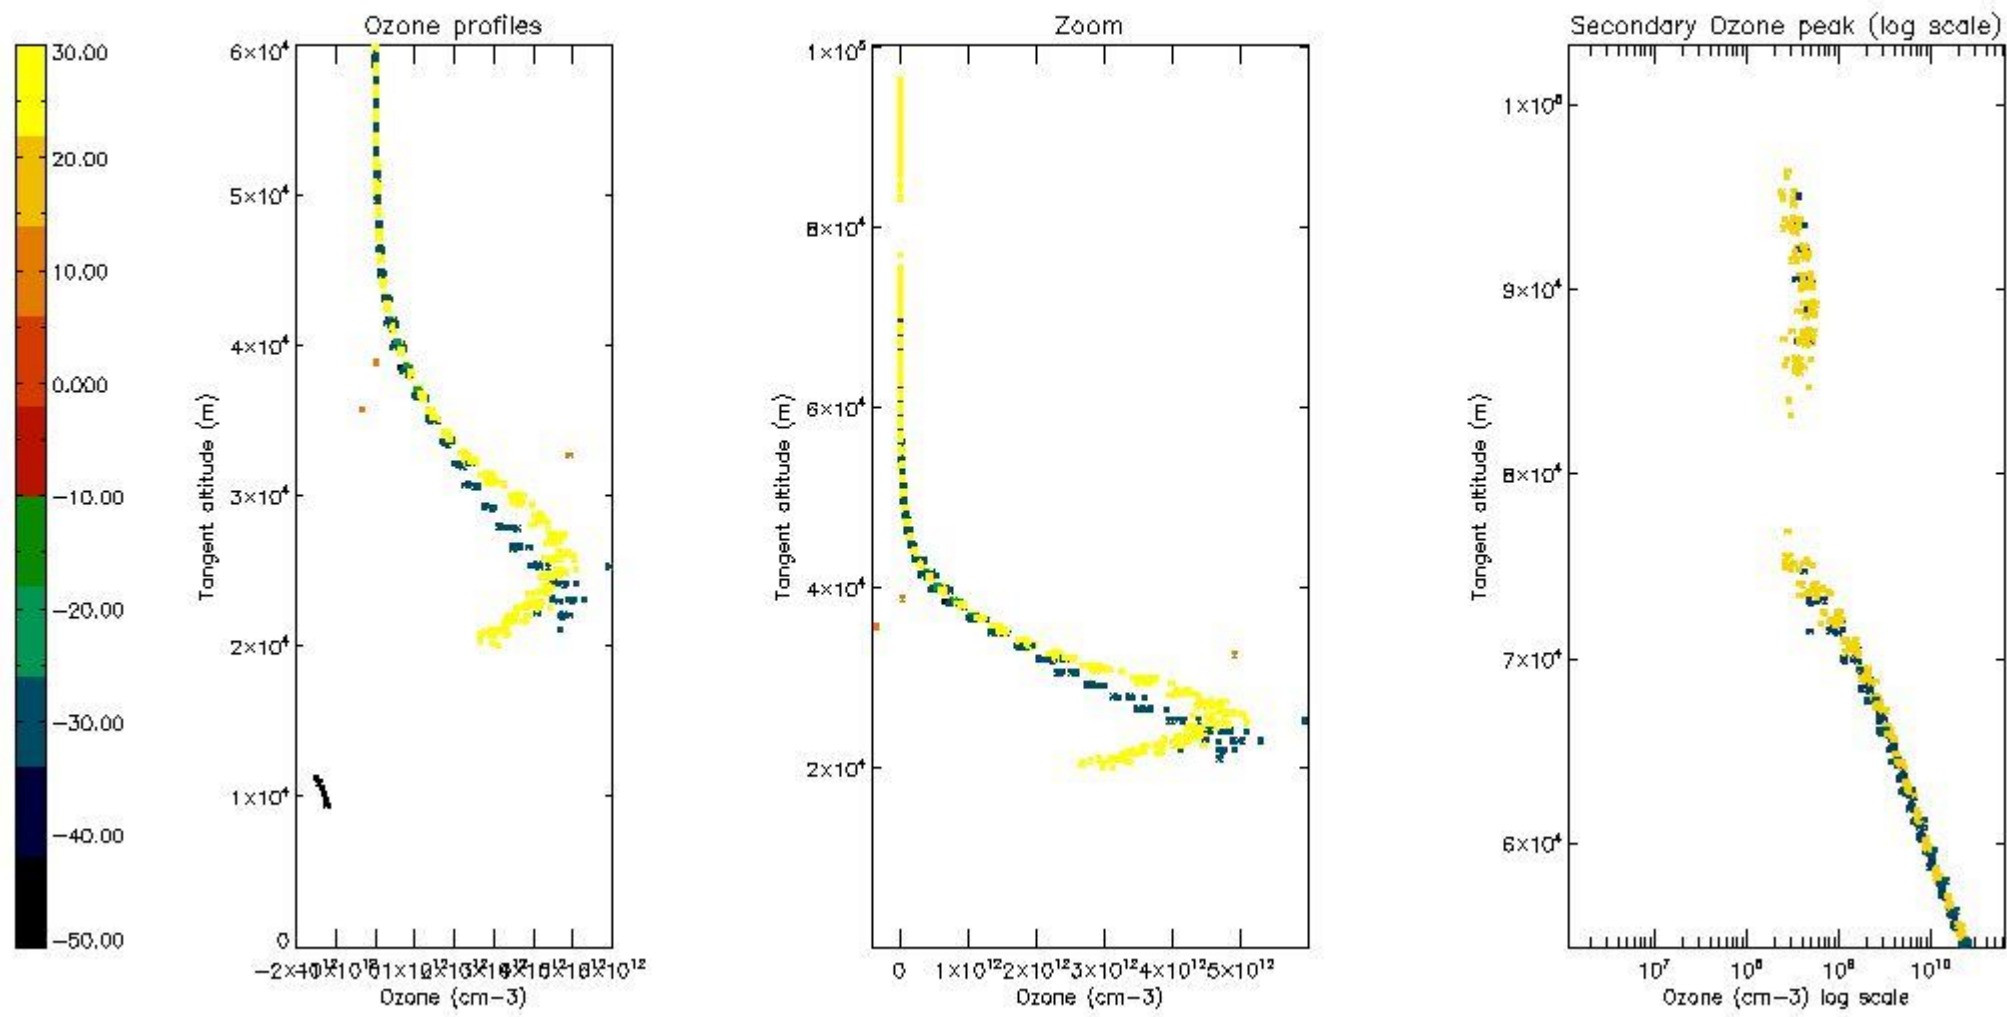 Ozone profiles
Zoom
Secondary Ozone peak (log scale)
30.00
20.00
10.00
0.000
−10.00
−20.00
−30.00
−40.00
−50.00
6×10⁴
5×10⁴
4×10⁴
3×10⁴
2×10⁴
1×10⁴
0
Tangent altitude (m)
Ozone (cm−3)
1×10⁵
8×10⁴
6×10⁴
4×10⁴
2×10⁴
Tangent altitude (m)
0 1×10¹² 2×10¹² 3×10¹² 4×10¹² 5×10¹²
Ozone (cm−3)
1×10⁵
9×10⁴
8×10⁴
7×10⁴
6×10⁴
Tangent altitude (m)
10⁷ 10⁸ 10⁹ 10¹⁰
Ozone (cm−3) log scale